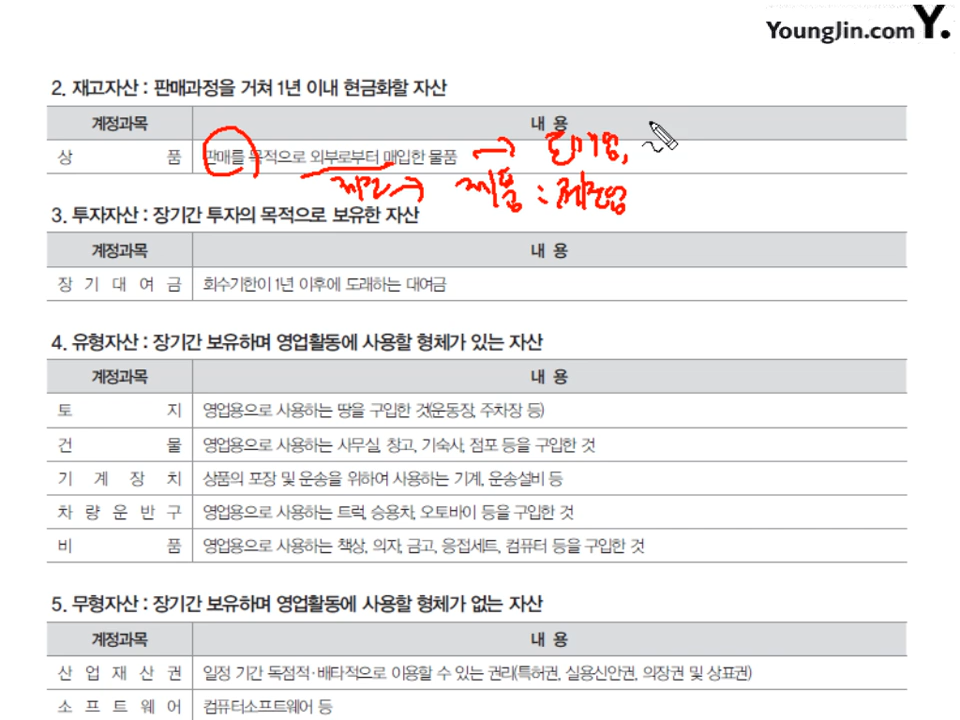 YoungJin.com Y.
2. 재고자산 : 판매과정을 거쳐 1년 이내 현금화할 자산
계정과목 내 용
상 품 판매를 목적으로 외부로부터 매입한 물품 → 도매업,
→ 제품 : 제조업
3. 투자자산 : 장기간 투자의 목적으로 보유한 자산
계정과목 내 용
장 기 대 여 금 회수기한이 1년 이후에 도래하는 대여금
4. 유형자산 : 장기간 보유하며 영업활동에 사용할 형체가 있는 자산
계정과목 내 용
토 지 영업용으로 사용하는 땅을 구입한 것(운동장, 주차장 등)
건 물 영업용으로 사용하는 사무실, 창고, 기숙사, 점포 등을 구입한 것
기 계 장 치 상품의 포장 및 운송을 위하여 사용하는 기계, 운송설비 등
차 량 운 반 구 영업용으로 사용하는 트럭, 승용차, 오토바이 등을 구입한 것
비 품 영업용으로 사용하는 책상, 의자, 금고, 응접세트, 컴퓨터 등을 구입한 것
5. 무형자산 : 장기간 보유하며 영업활동에 사용할 형체가 없는 자산
계정과목 내 용
산 업 재 산 권 일정 기간 독점적·배타적으로 이용할 수 있는 권리(특허권, 실용신안권, 의장권 및 상표권)
소 프 트 웨 어 컴퓨터소프트웨어 등